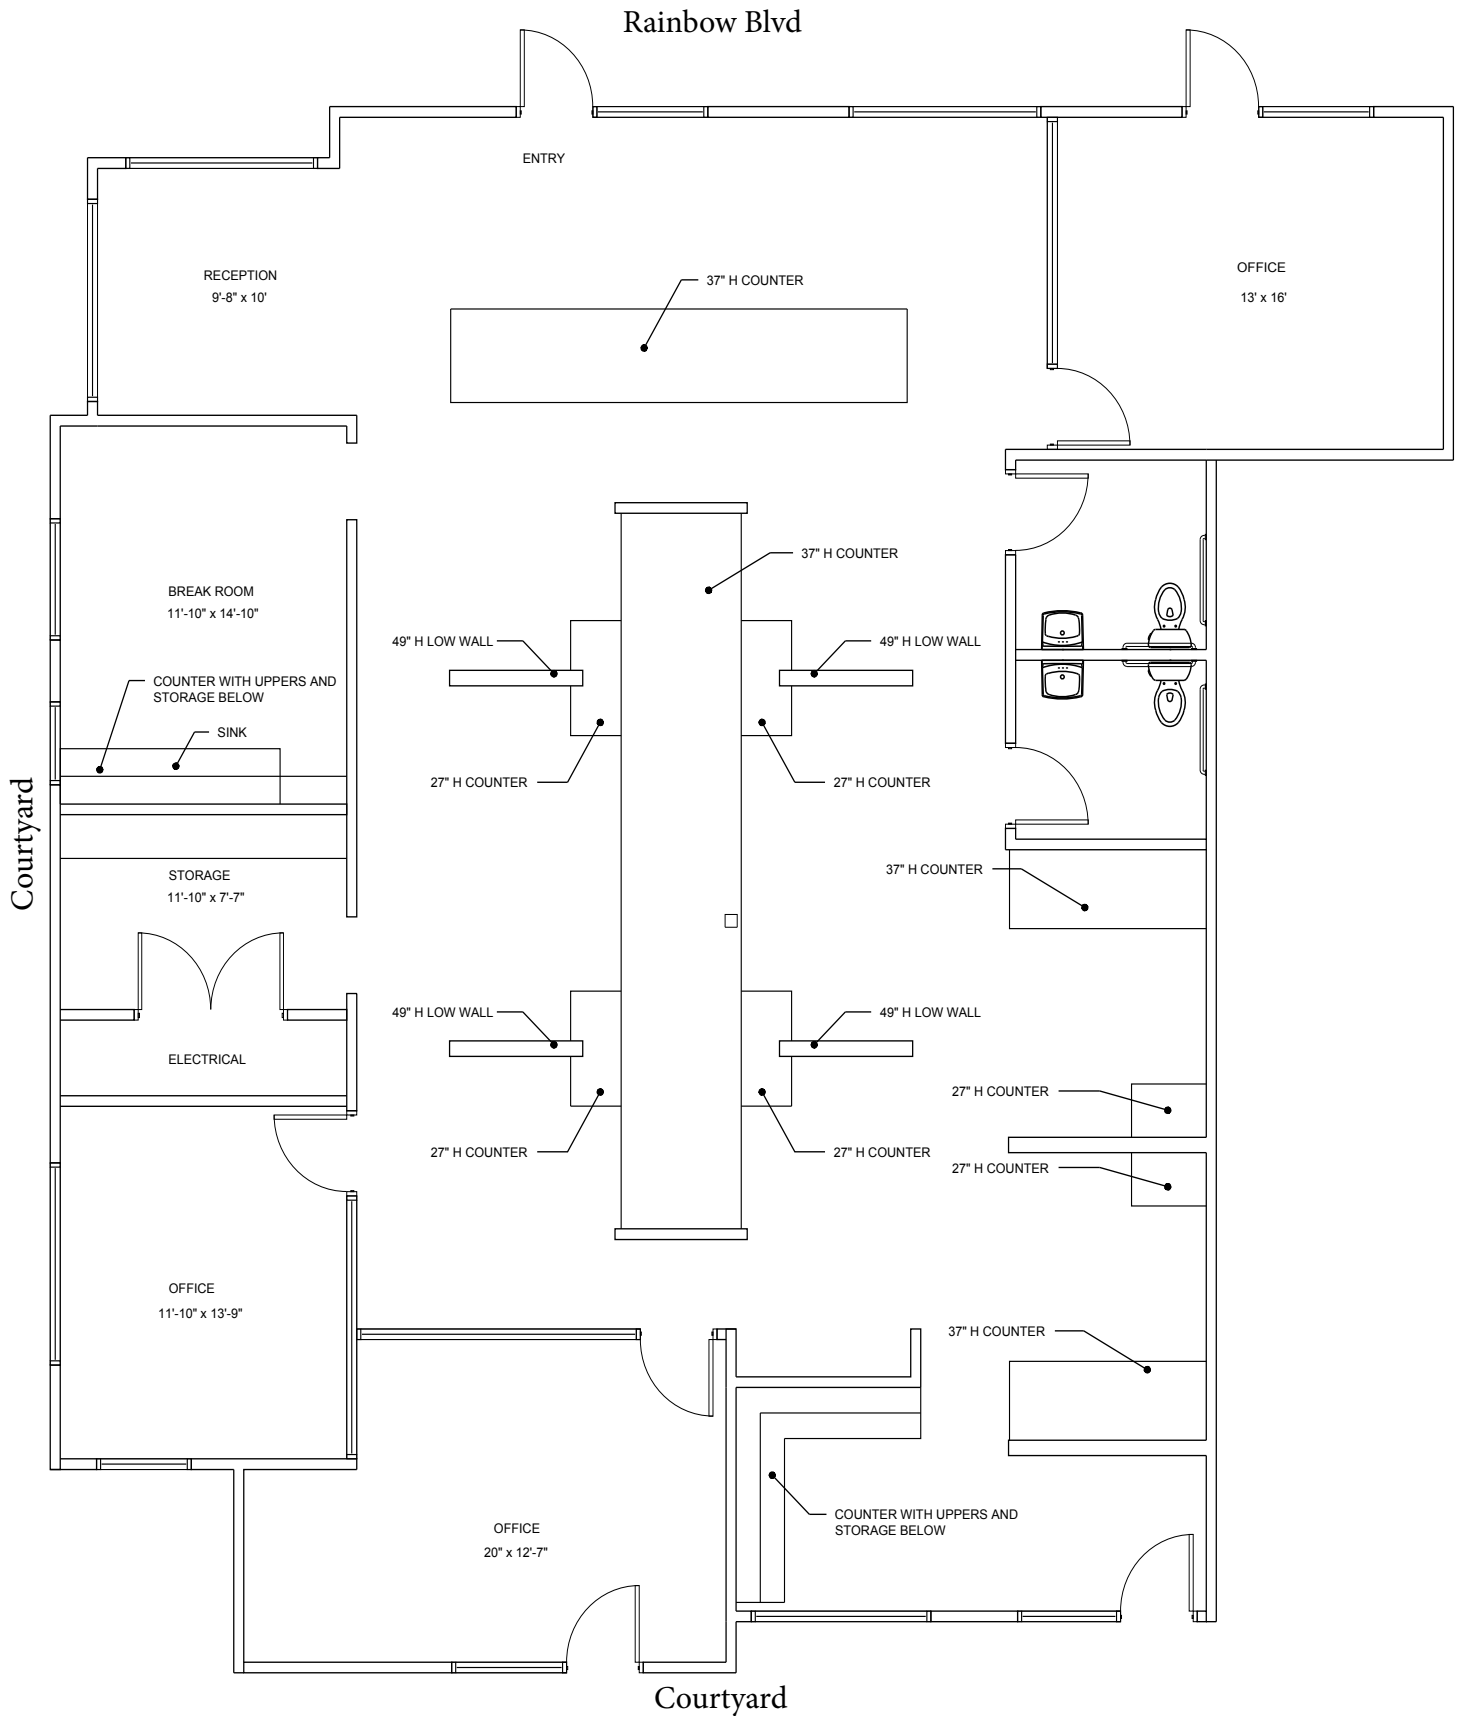 Rainbow Blvd
ENTRY
RECEPTION
9'-8" x 10'
37" H COUNTER
OFFICE
13' x 16'
37" H COUNTER
BREAK ROOM
11'-10" x 14'-10"
49" H LOW WALL
49" H LOW WALL
COUNTER WITH UPPERS AND
STORAGE BELOW
SINK
27" H COUNTER
27" H COUNTER
Courtyard
37" H COUNTER
STORAGE
11'-10" x 7'-7"
49" H LOW WALL
49" H LOW WALL
ELECTRICAL
27" H COUNTER
27" H COUNTER
27" H COUNTER
27" H COUNTER
OFFICE
11'-10" x 13'-9"
37" H COUNTER
COUNTER WITH UPPERS AND
STORAGE BELOW
OFFICE
20" x 12'-7"
Courtyard